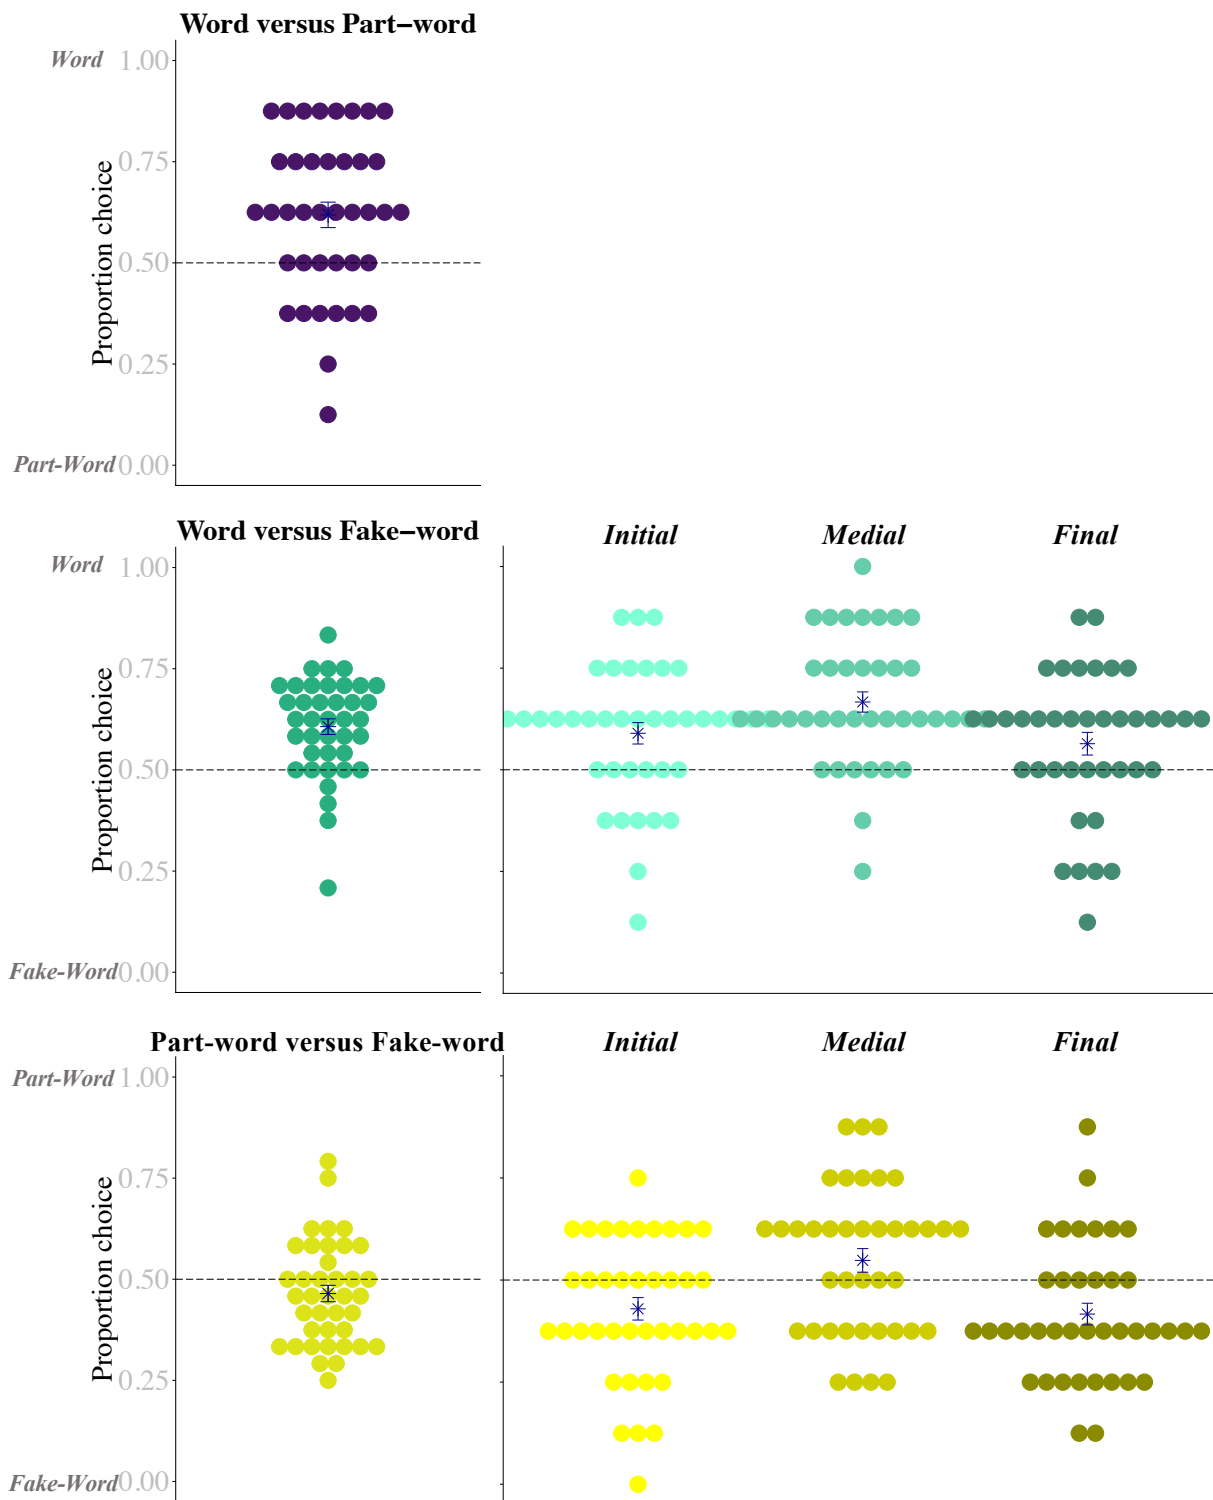 Word versus Part–word
Word 1.00
0.75
0.50
0.25
Part-Word 0.00
Proportion choice
Word versus Fake–word
Initial
Medial
Final
Word 1.00
0.75
0.50
0.25
Fake-Word 0.00
Proportion choice
Part-word versus Fake-word
Initial
Medial
Final
Part-Word 1.00
0.75
0.50
0.25
Fake-Word 0.00
Proportion choice